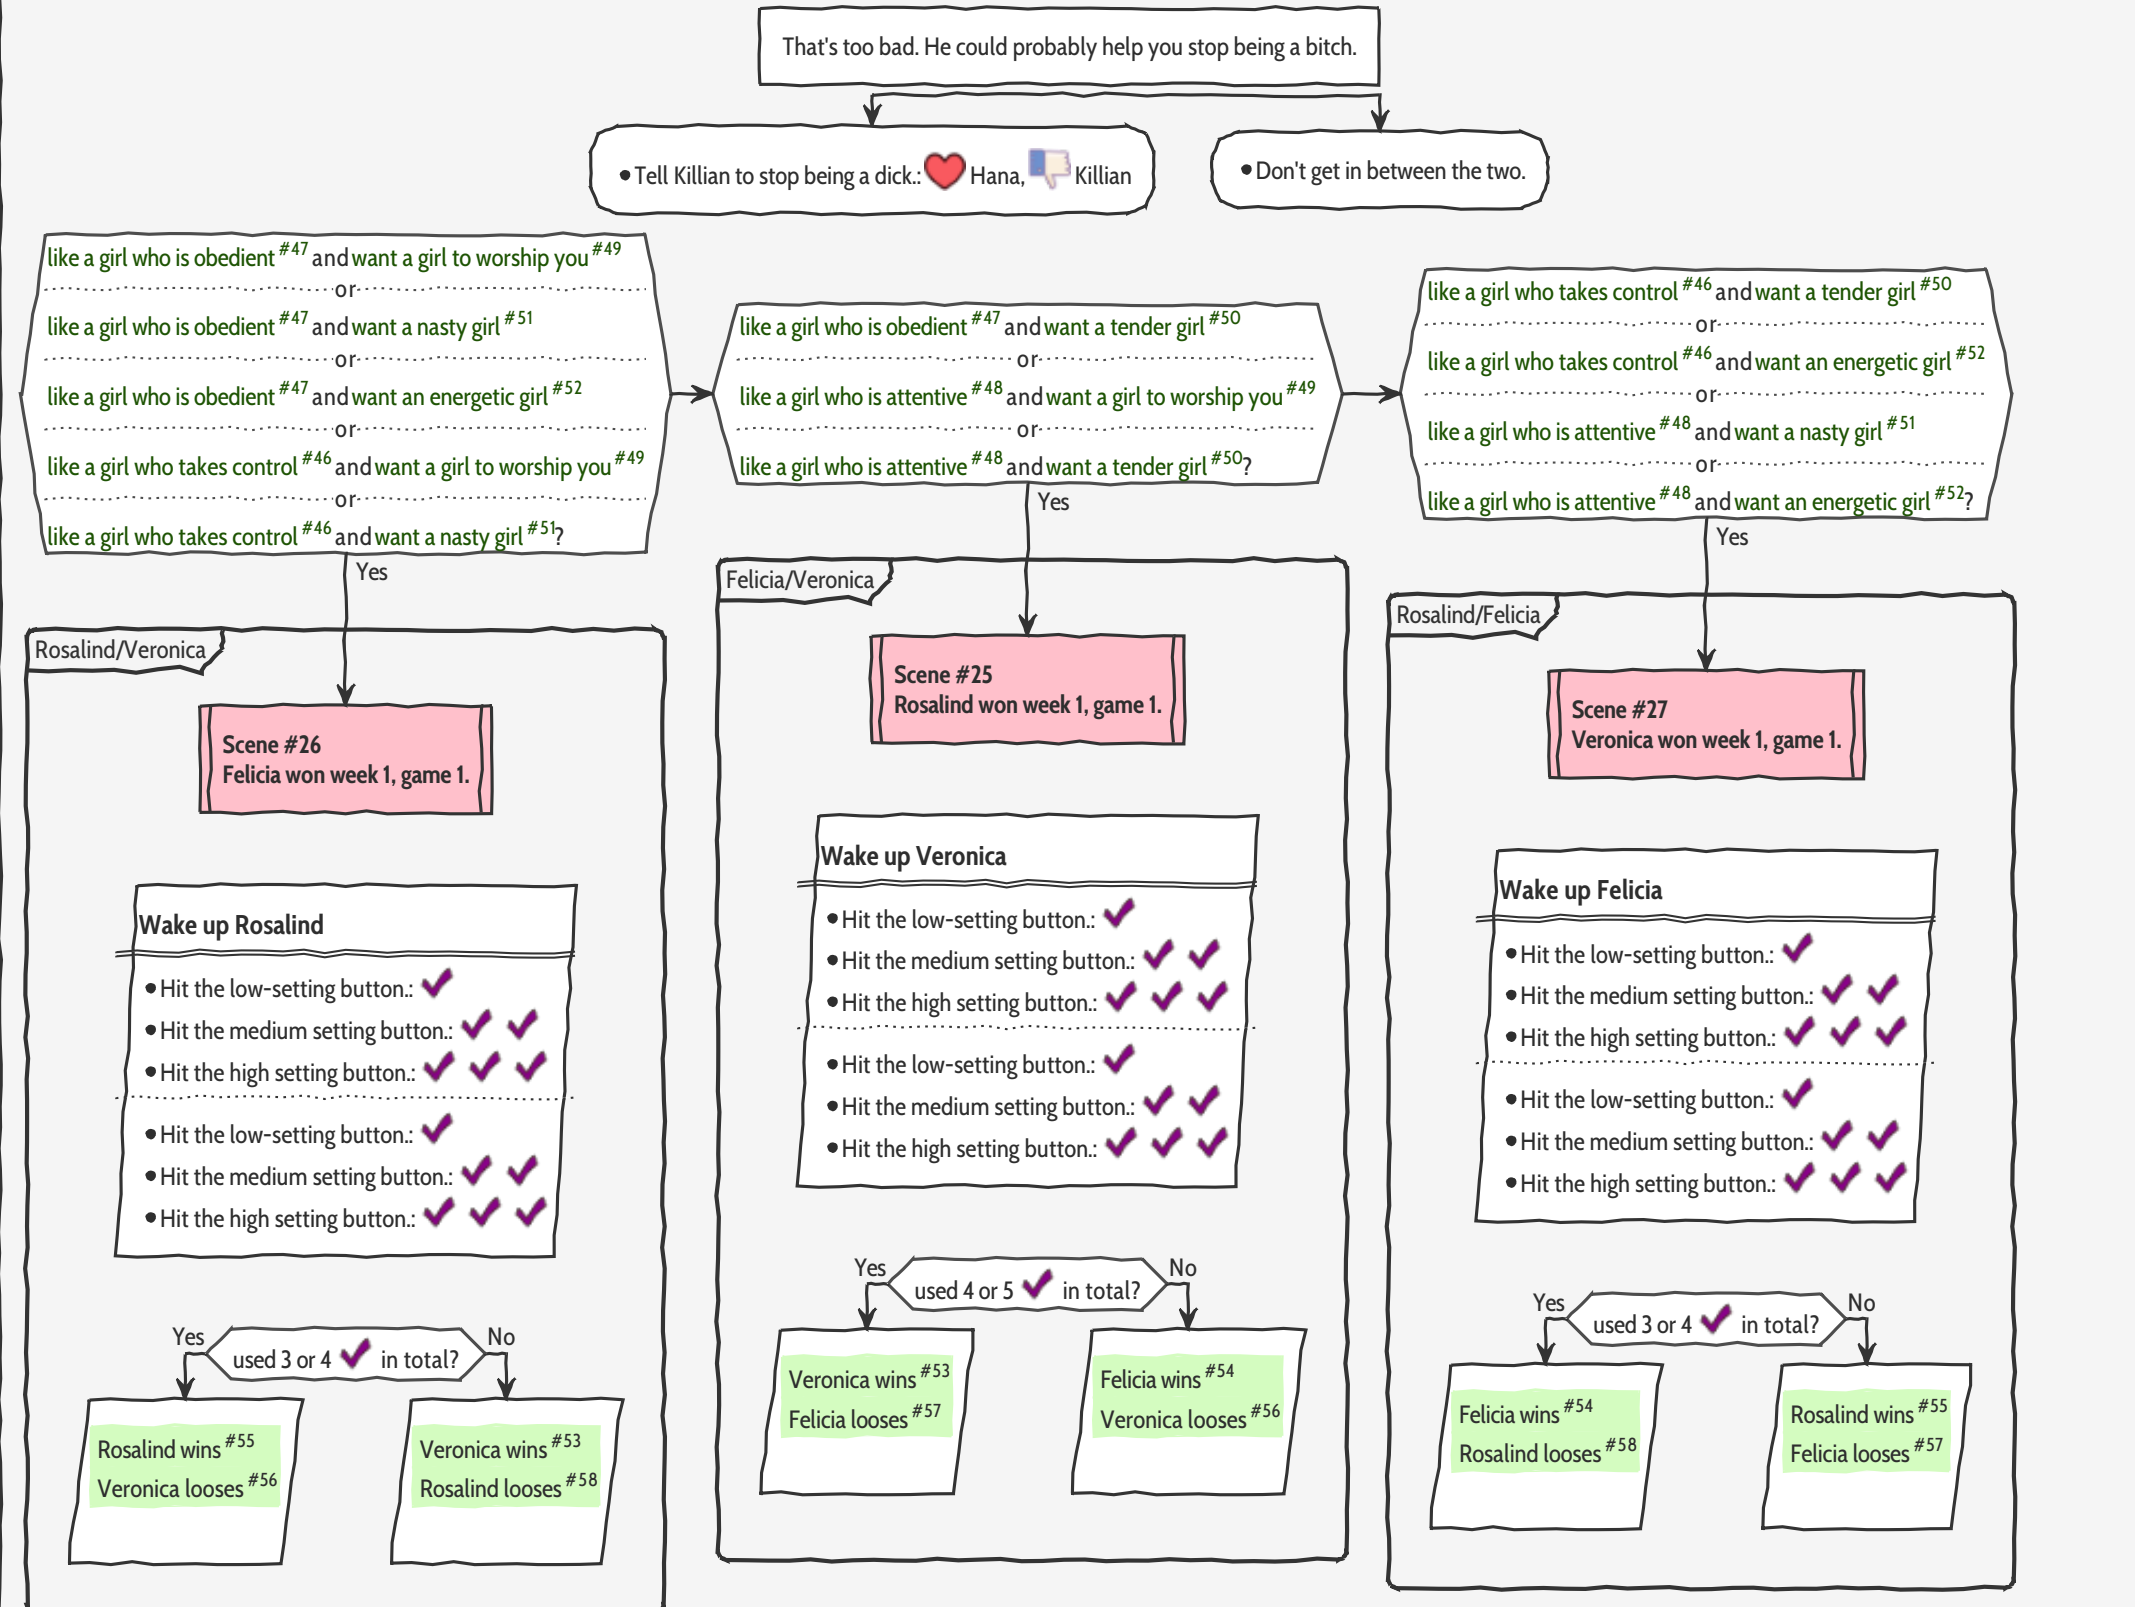 That's too bad. He could probably help you stop being a bitch.
•Tell Killian to stop being a dick.: Hana, Killian
•Don't get in between the two.
like a girl who is obedient #47 and want a girl to worship you #49
or
like a girl who is obedient #47 and want a nasty girl #51
or
like a girl who is obedient #47 and want an energetic girl #52
or
like a girl who takes control #46 and want a girl to worship you #49
or
like a girl who takes control #46 and want a nasty girl #51?
Yes
like a girl who is obedient #47 and want a tender girl #50
or
like a girl who is attentive #48 and want a girl to worship you #49
or
like a girl who is attentive #48 and want a tender girl #50?
Yes
like a girl who takes control #46 and want a tender girl #50
or
like a girl who takes control #46 and want an energetic girl #52
or
like a girl who is attentive #48 and want a nasty girl #51
or
like a girl who is attentive #48 and want an energetic girl #52?
Yes
Rosalind/Veronica
Scene #26
Felicia won week 1, game 1.
Wake up Rosalind
•Hit the low-setting button.: ✔
•Hit the medium setting button.: ✔ ✔
•Hit the high setting button.: ✔ ✔ ✔
•Hit the low-setting button.: ✔
•Hit the medium setting button.: ✔ ✔
•Hit the high setting button.: ✔ ✔ ✔
Yes
used 3 or 4 ✔ in total?
No
Rosalind wins #55
Veronica looses #56
Veronica wins #53
Rosalind looses #58
Felicia/Veronica
Scene #25
Rosalind won week 1, game 1.
Wake up Veronica
•Hit the low-setting button.: ✔
•Hit the medium setting button.: ✔ ✔
•Hit the high setting button.: ✔ ✔ ✔
•Hit the low-setting button.: ✔
•Hit the medium setting button.: ✔ ✔
•Hit the high setting button.: ✔ ✔ ✔
Yes
used 4 or 5 ✔ in total?
No
Veronica wins #53
Felicia looses #57
Felicia wins #54
Veronica looses #56
Rosalind/Felicia
Scene #27
Veronica won week 1, game 1.
Wake up Felicia
•Hit the low-setting button.: ✔
•Hit the medium setting button.: ✔ ✔
•Hit the high setting button.: ✔ ✔ ✔
•Hit the low-setting button.: ✔
•Hit the medium setting button.: ✔ ✔
•Hit the high setting button.: ✔ ✔ ✔
Yes
used 3 or 4 ✔ in total?
No
Felicia wins #54
Rosalind looses #58
Rosalind wins #55
Felicia looses #57